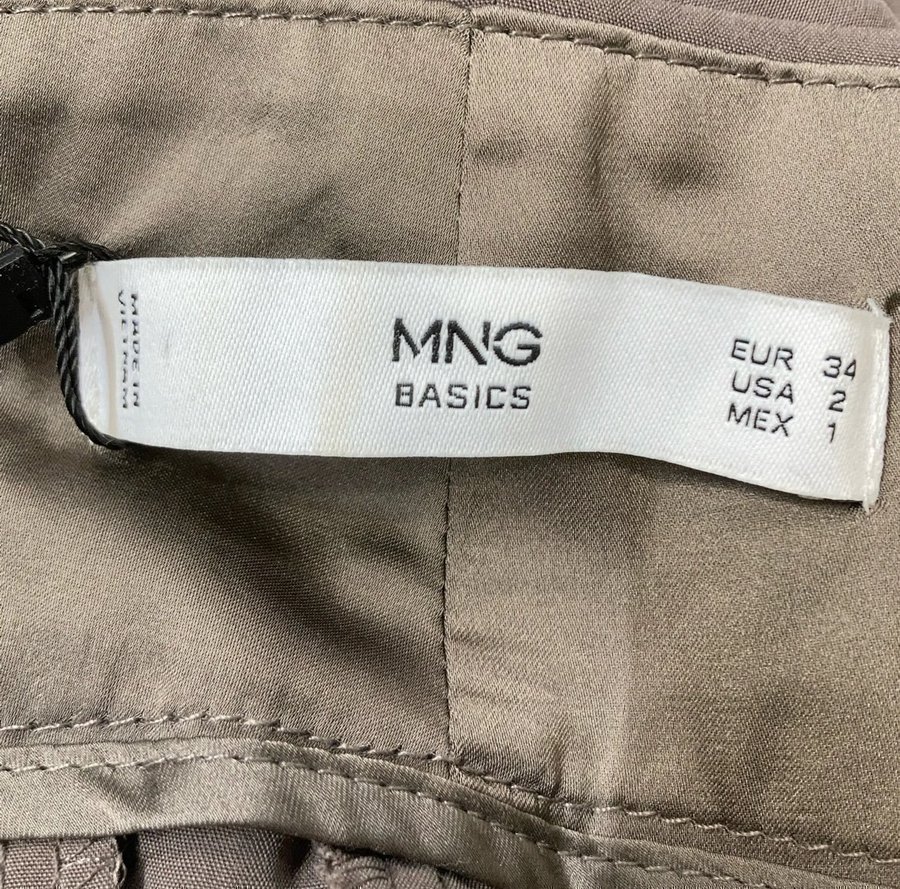 MADE IN
VIETNAM
MNG
BASICS
EUR 34
USA 2
MEX 1